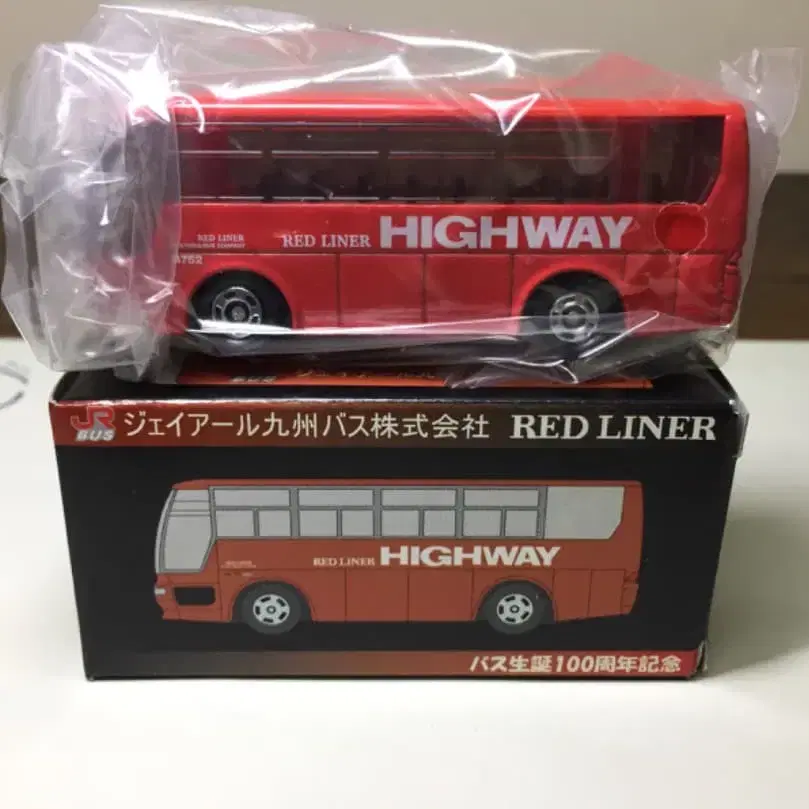 RED LINER
RED LINER HIGHWAY
4752
JR BUS ジェイアール九州バス株式会社 RED LINER
RED LINER HIGHWAY
バス生誕100周年記念